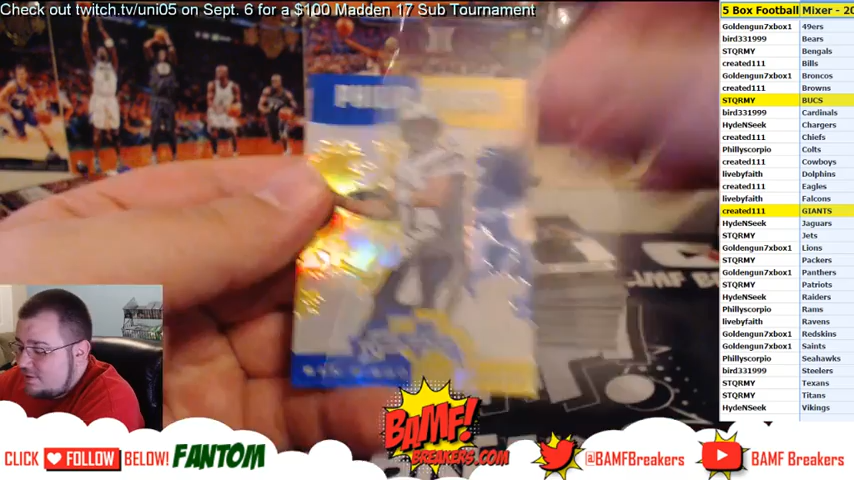 Check out twitch.tv/uni05 on Sept. 6 for a $100 Madden 17 Sub Tournament
5 Box Football Mixer - 20
Goldengun7xbox1 49ers
bird331999 Bears
STQRMY Bengals
created111 Bills
Goldengun7xbox1 Broncos
created111 Browns
STQRMY BUCS
bird331999 Cardinals
HydeNSeek Chargers
created111 Chiefs
Phillyscorpio Colts
created111 Cowboys
livebyfaith Dolphins
created111 Eagles
livebyfaith Falcons
created111 GIANTS
HydeNSeek Jaguars
STQRMY Jets
Goldengun7xbox1 Lions
STQRMY Packers
Goldengun7xbox1 Panthers
STQRMY Patriots
HydeNSeek Raiders
Phillyscorpio Rams
livebyfaith Ravens
Goldengun7xbox1 Redskins
Goldengun7xbox1 Saints
Phillyscorpio Seahawks
bird331999 Steelers
STQRMY Texans
STQRMY Titans
HydeNSeek Vikings
BAMF!
BREAKERS.COM
CLICK FOLLOW BELOW! FANTOM
@BAMFBreakers
BAMF Breakers